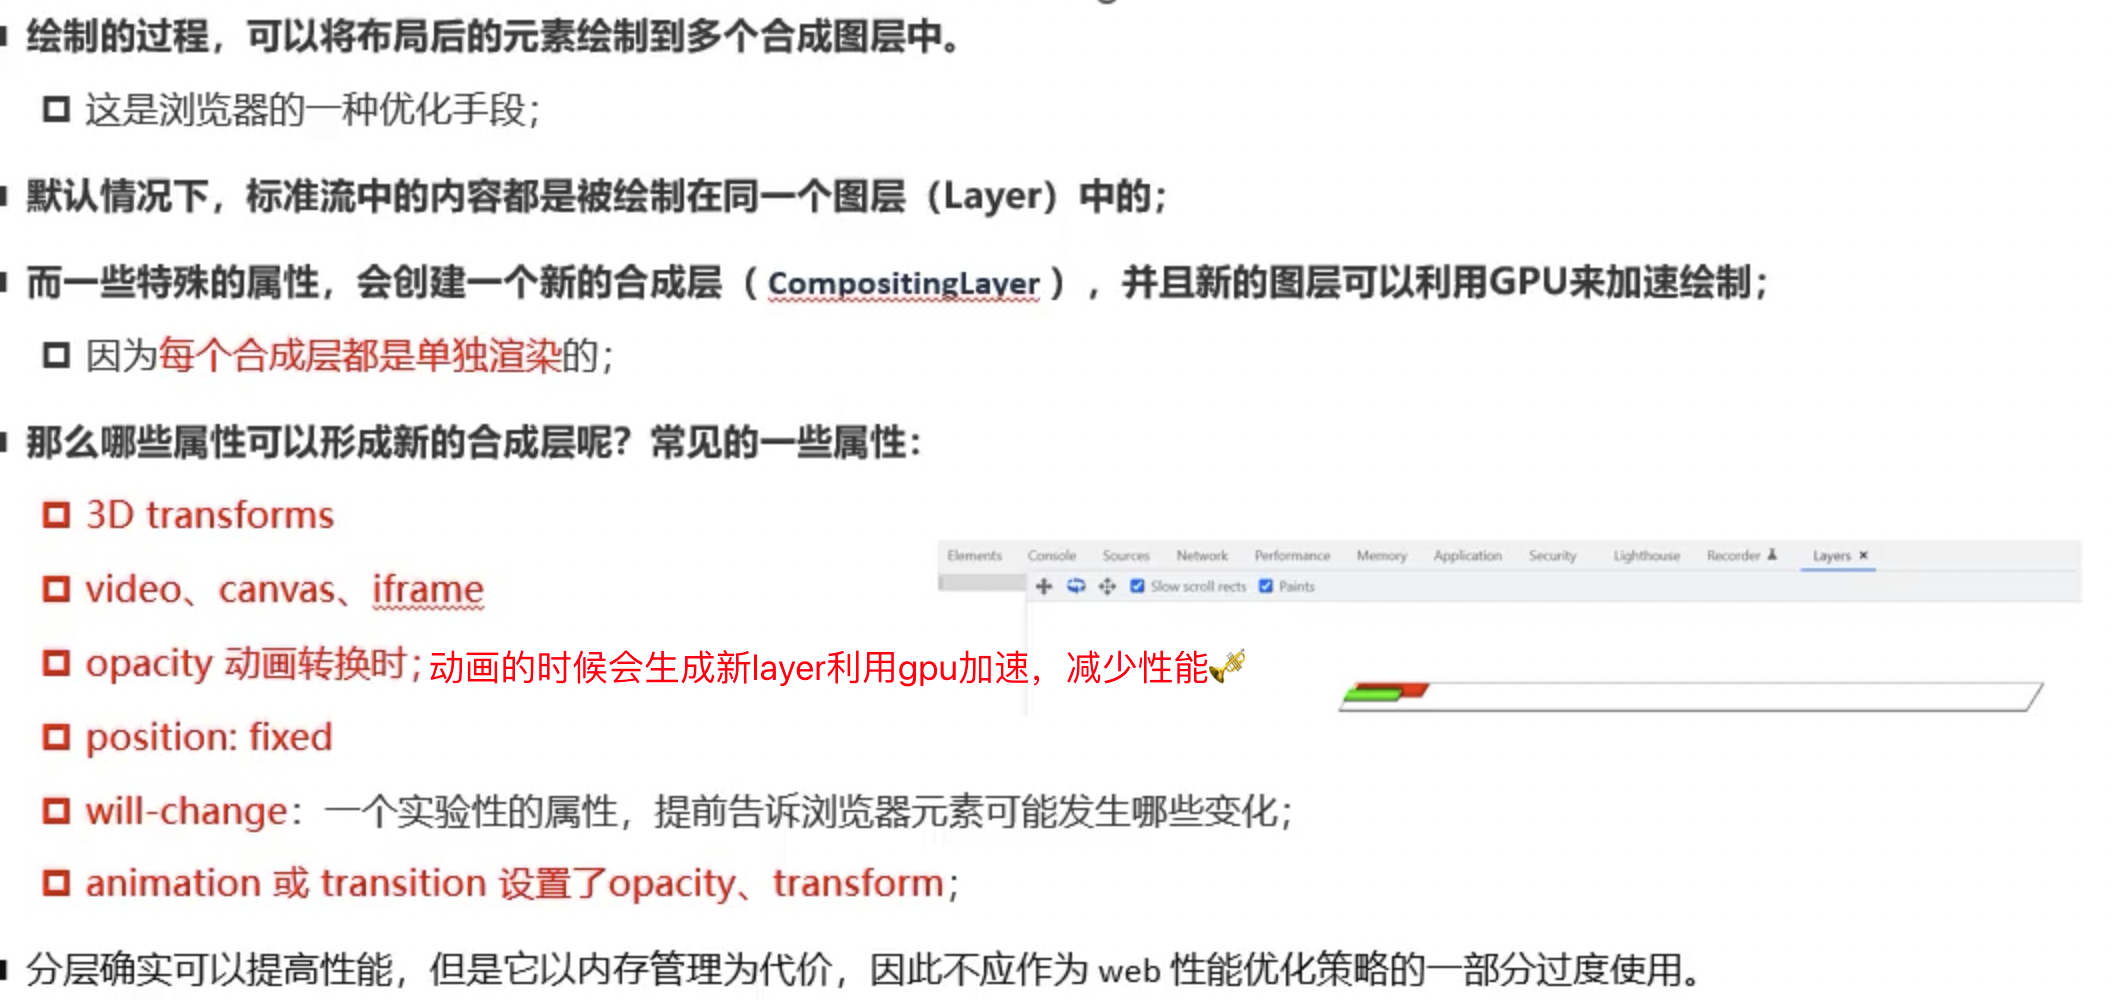 绘制的过程，可以将布局后的元素绘制到多个合成图层中。
这是浏览器的一种优化手段；
默认情况下，标准流中的内容都是被绘制在同一个图层（Layer）中的；
而一些特殊的属性，会创建一个新的合成层（ CompositingLayer ），并且新的图层可以利用GPU来加速绘制；
因为每个合成层都是单独渲染的；
那么哪些属性可以形成新的合成层呢？常见的一些属性：
3D transforms
video、canvas、iframe
Elements Console Sources Network Performance Memory Application Security Lighthouse Recorder Layers ×
Slow scroll rects Paints
opacity 动画转换时；动画的时候会生成新layer利用gpu加速，减少性能🎺
position: fixed
will-change：一个实验性的属性，提前告诉浏览器元素可能发生哪些变化；
animation 或 transition 设置了opacity、transform；
分层确实可以提高性能，但是它以内存管理为代价，因此不应作为 web 性能优化策略的一部分过度使用。